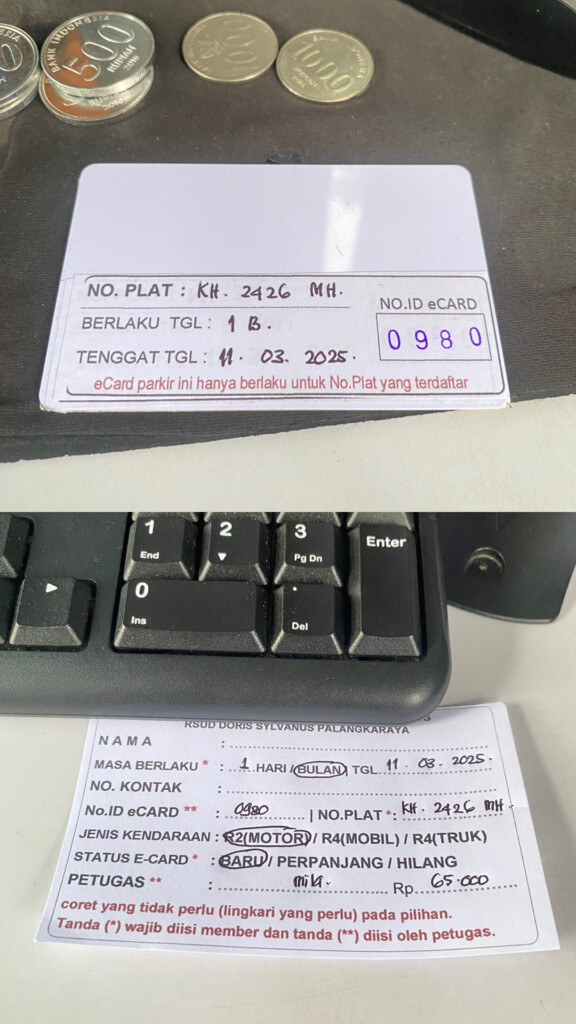 BANK INDONESIA
500
RUPIAH
2016
1000
NO. PLAT : KH. 2426 MH.
BERLAKU TGL : 1 B.
TENGGAT TGL : 11. 03. 2025.
NO.ID eCARD
0980
eCard parkir ini hanya berlaku untuk No.Plat yang terdaftar
1
End
2
3
Pg Dn
Enter
0
Ins
.
Del
RSUD DORIS SYLVANUS PALANGKARAYA
NAMA :
MASA BERLAKU * : 1 HARI / BULAN, TGL 11. 03. 2025.
NO. KONTAK :
No.ID eCARD ** : 0980 | NO.PLAT *: KH. 2426 MH
JENIS KENDARAAN : R2(MOTOR) / R4(MOBIL) / R4(TRUK)
STATUS E-CARD * : BARU / PERPANJANG / HILANG
PETUGAS ** : Rp. 65.000
coret yang tidak perlu (lingkari yang perlu) pada pilihan.
Tanda (*) wajib diisi member dan tanda (**) diisi oleh petugas.